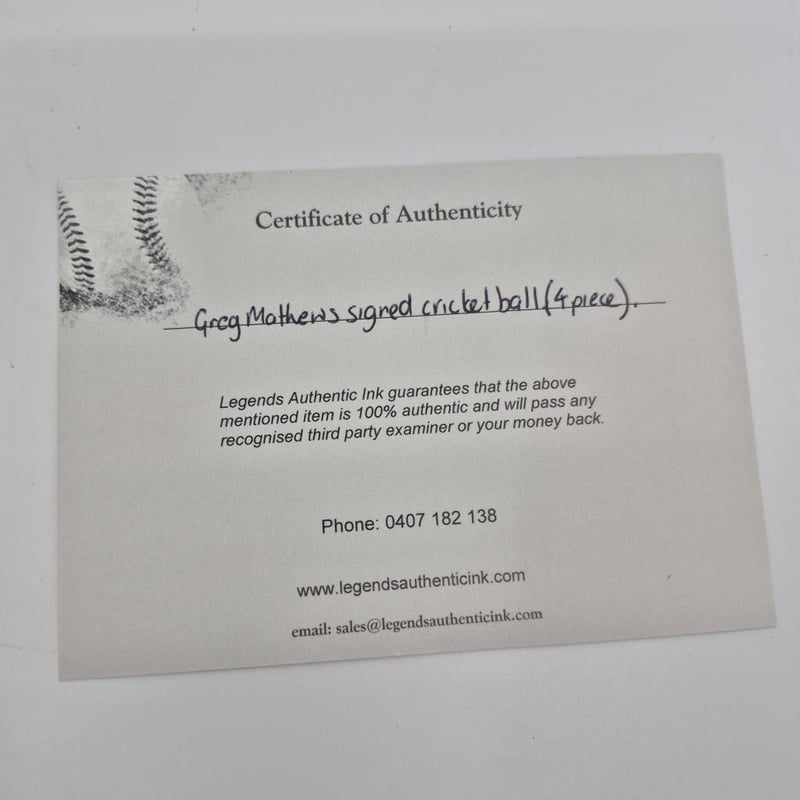 Certificate of Authenticity
Greg Mathews signed cricket ball (4 piece).
Legends Authentic Ink guarantees that the above
mentioned item is 100% authentic and will pass any
recognised third party examiner or your money back.
Phone: 0407 182 138
www.legendsauthenticink.com
email: sales@legendsauthenticink.com